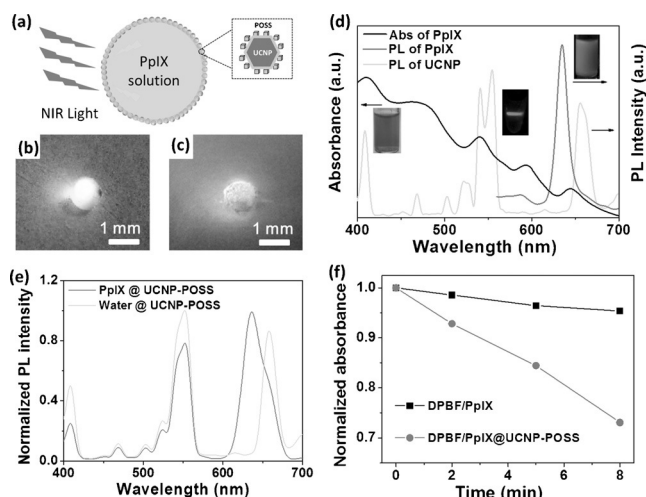 (a)
POSS
UCNP
PpIX
solution
NIR Light
(b)
1 mm
(c)
1 mm
(d)
Abs of PpIX
PL of PpIX
PL of UCNP
Absorbance (a.u.)
PL Intensity (a.u.)
400 450 500 550 600 650 700
Wavelength (nm)
(e)
PpIX @ UCNP-POSS
Water @ UCNP-POSS
Normalized PL intensity
1.2
0.9
0.6
0.3
0.0
400 450 500 550 600 650 700
Wavelength (nm)
(f)
Normalized absorbance
1.0
0.9
0.8
0.7
DPBF/PpIX
DPBF/PpIX@UCNP-POSS
0 2 4 6 8
Time (min)